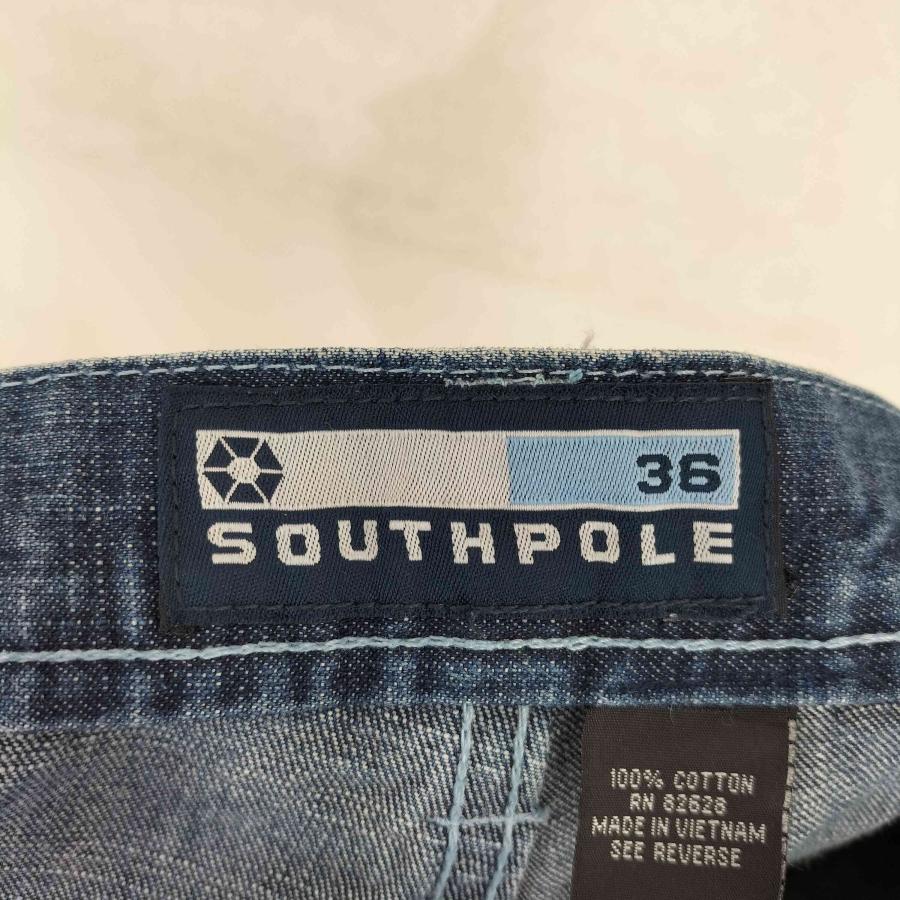 36
SOUTHPOLE
100% COTTON
RN 82628
MADE IN VIETNAM
SEE REVERSE